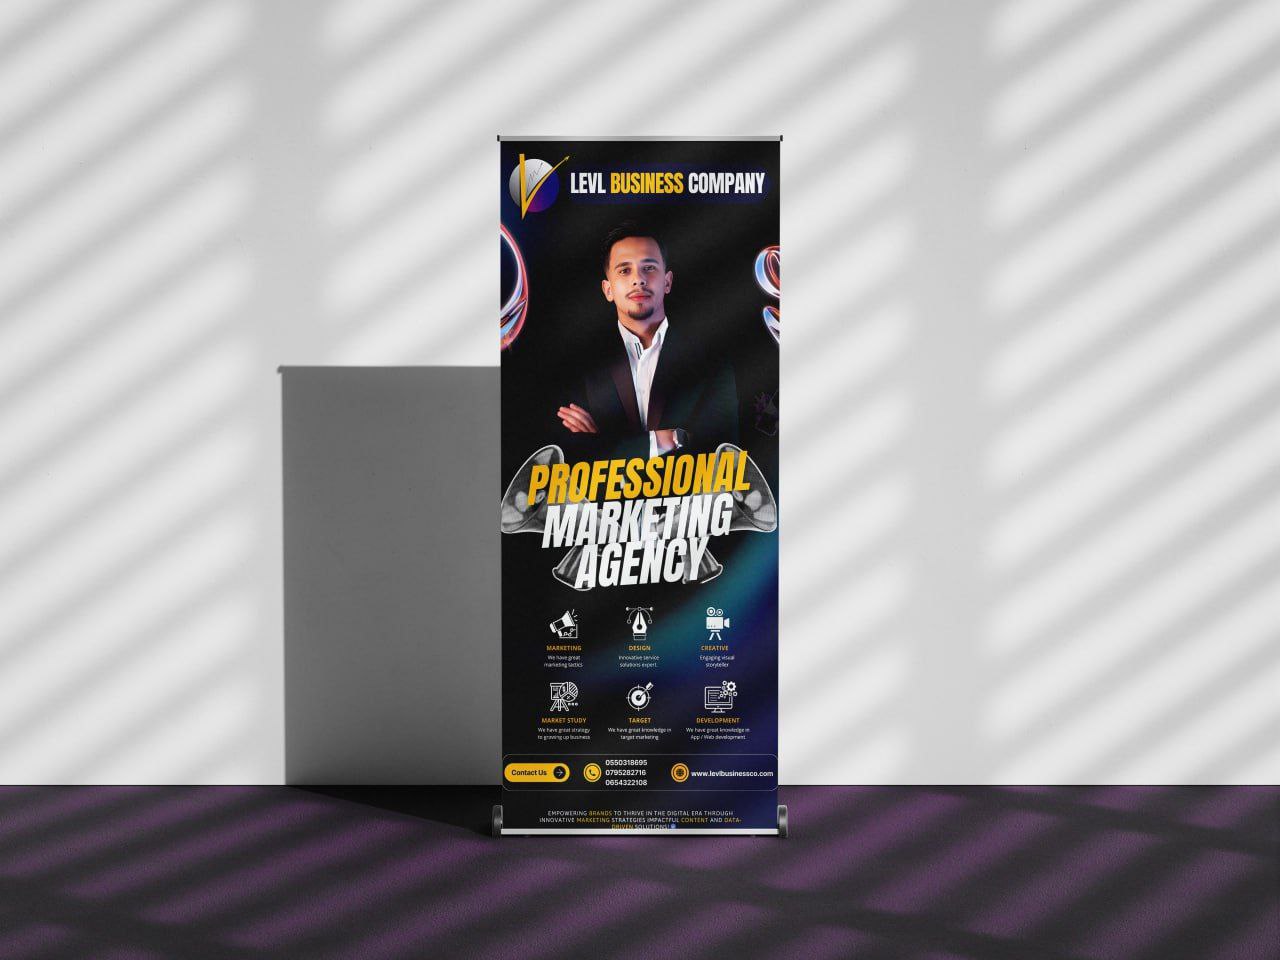 LEVL BUSINESS COMPANY
PROFESSIONAL
MARKETING
AGENCY
MARKETING
We have great
marketing tactics
DESIGN
Innovative service
solutions expert.
CREATIVE
Engaging visual
storyteller
MARKET STUDY
We have great strategy
to growing up business
TARGET
We have great knowledge in
target marketing
DEVELOPMENT
We have great knowledge in
App / Web development
Contact Us
0550318695
0795282716
0654322108
www.levlbusinessco.com
EMPOWERING BRANDS TO THRIVE IN THE DIGITAL ERA THROUGH
INNOVATIVE MARKETING STRATEGIES IMPACTFUL CONTENT AND DATA-
DRIVEN SOLUTIONS!